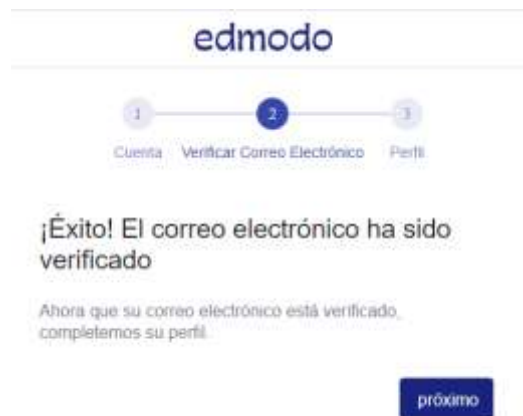 edmodo
1 2 3
Cuenta Verificar Correo Electrónico Perfil
¡Éxito! El correo electrónico ha sido
verificado
Ahora que su correo electrónico está verificado,
completemos su perfil.
próximo